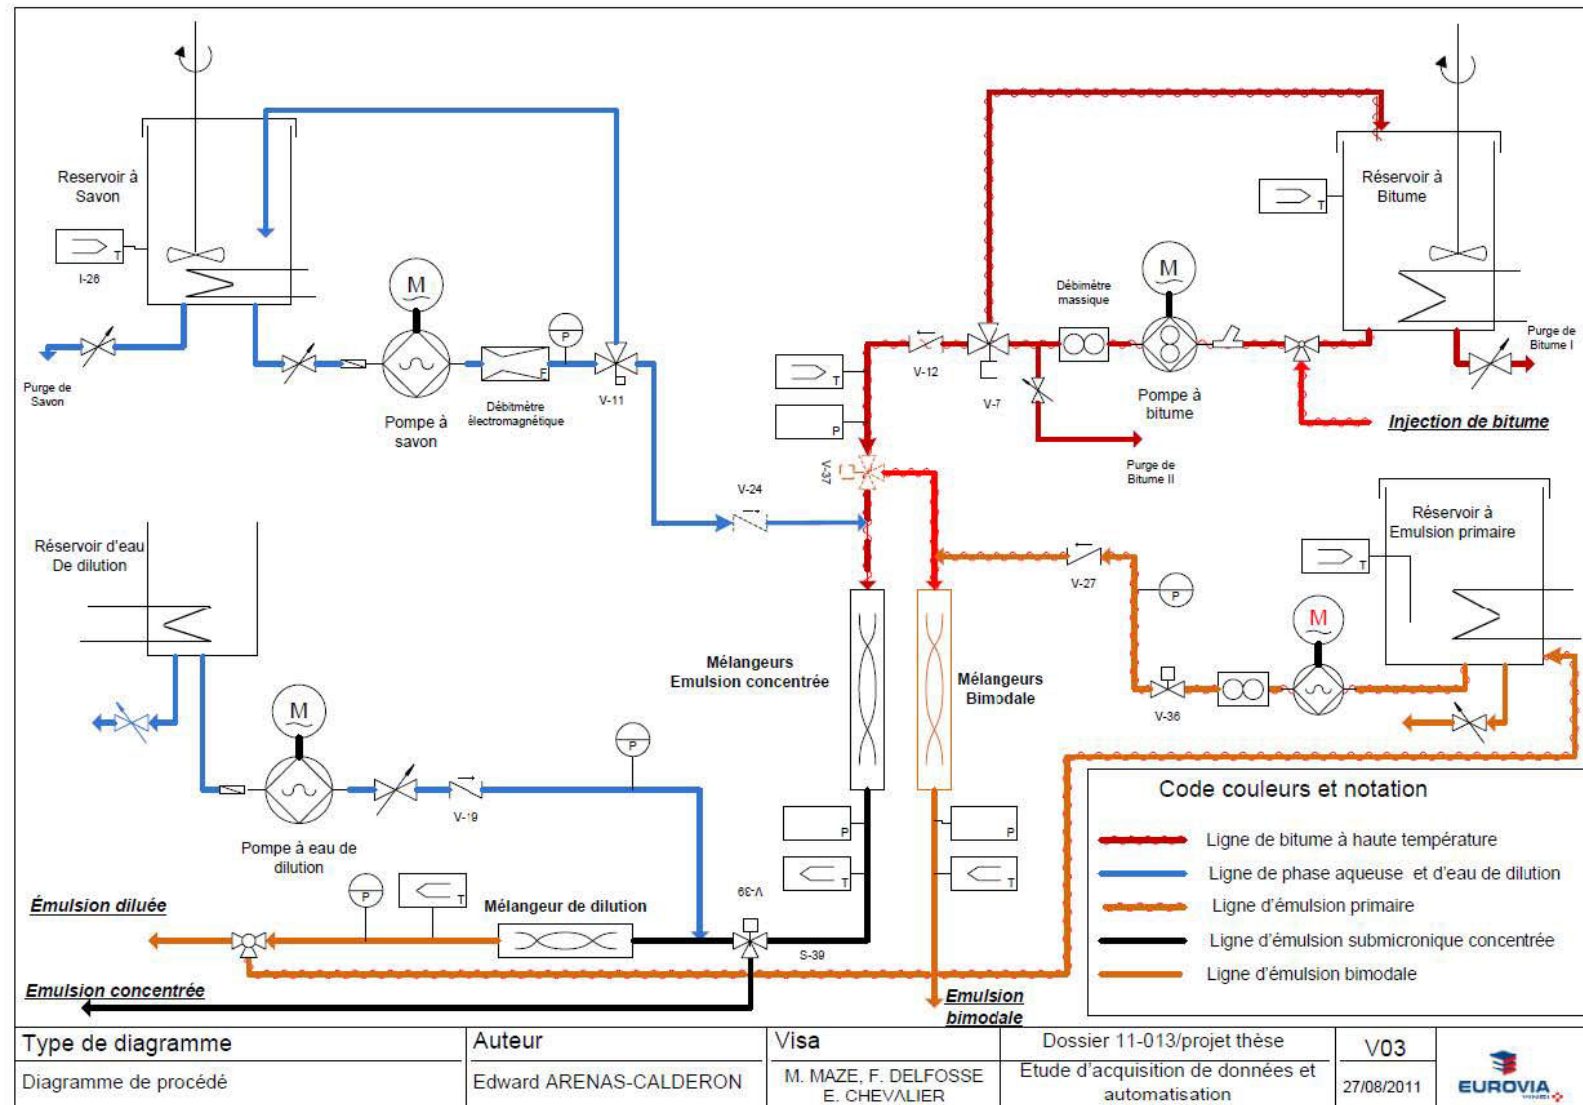 Reservoir à
Savon
T
I-26
Purge de
Savon
M
Pompe à
savon
F
Débitmètre
électromagnétique
P
V-11
Réservoir à
Bitume
T
Débimètre
massique
M
Pompe à
bitume
V-12
V-7
Purge de
Bitume I
Injection de bitume
Purge de
Bitume II
T
P
V-37
V-24
Réservoir d'eau
De dilution
M
Pompe à eau de
dilution
V-19
P
Réservoir à
Emulsion primaire
T
V-27
P
M
V-36
Mélangeurs
Emulsion concentrée
Mélangeurs
Bimodale
P
T
P
T
Émulsion diluée
P
T
Mélangeur de dilution
V-39
S-39
Emulsion concentrée
Emulsion
bimodale
Code couleurs et notation
Ligne de bitume à haute température
Ligne de phase aqueuse et d'eau de dilution
Ligne d'émulsion primaire
Ligne d'émulsion submicronique concentrée
Ligne d'émulsion bimodale
Type de diagramme
Diagramme de procédé
Auteur
Edward ARENAS-CALDERON
Visa
M. MAZE, F. DELFOSSE
E. CHEVALIER
Dossier 11-013/projet thèse
Etude d'acquisition de données et
automatisation
V03
27/08/2011
EUROVIA
VINCI